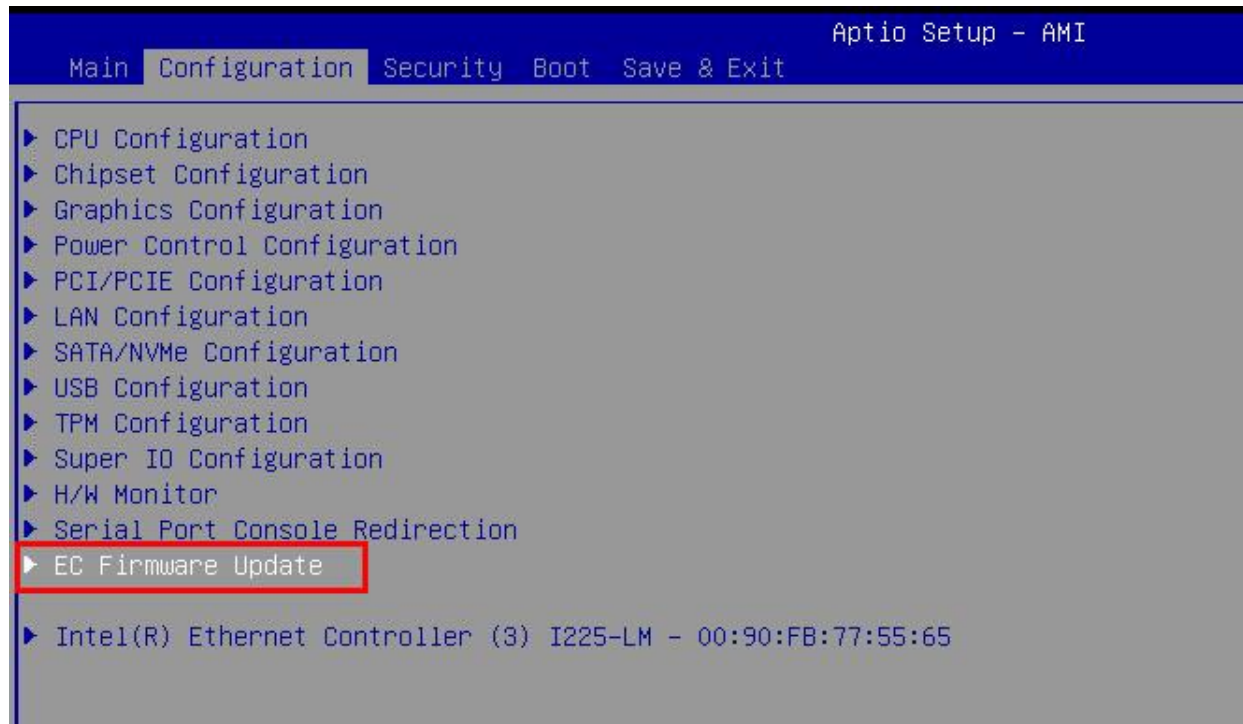 Aptio Setup - AMI
Main Configuration Security Boot Save & Exit
CPU Configuration
Chipset Configuration
Graphics Configuration
Power Control Configuration
PCI/PCIE Configuration
LAN Configuration
SATA/NVMe Configuration
USB Configuration
TPM Configuration
Super IO Configuration
H/W Monitor
Serial Port Console Redirection
EC Firmware Update
Intel(R) Ethernet Controller (3) I225-LM - 00:90:FB:77:55:65